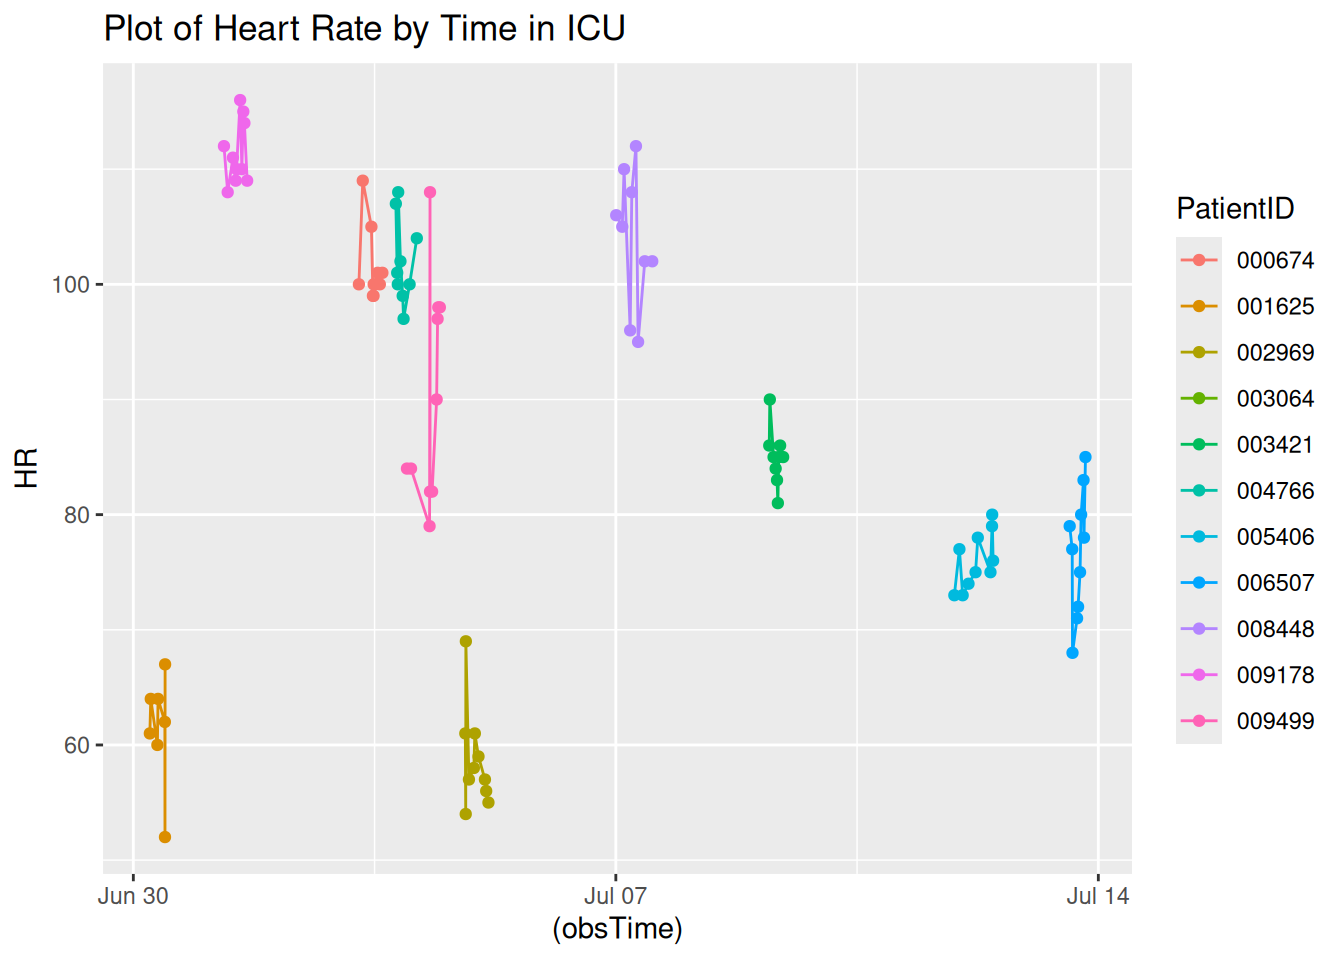 Plot of Heart Rate by Time in ICU
HR
100
80
60
Jun 30
Jul 07
Jul 14
(obsTime)
PatientID
000674
001625
002969
003064
003421
004766
005406
006507
008448
009178
009499